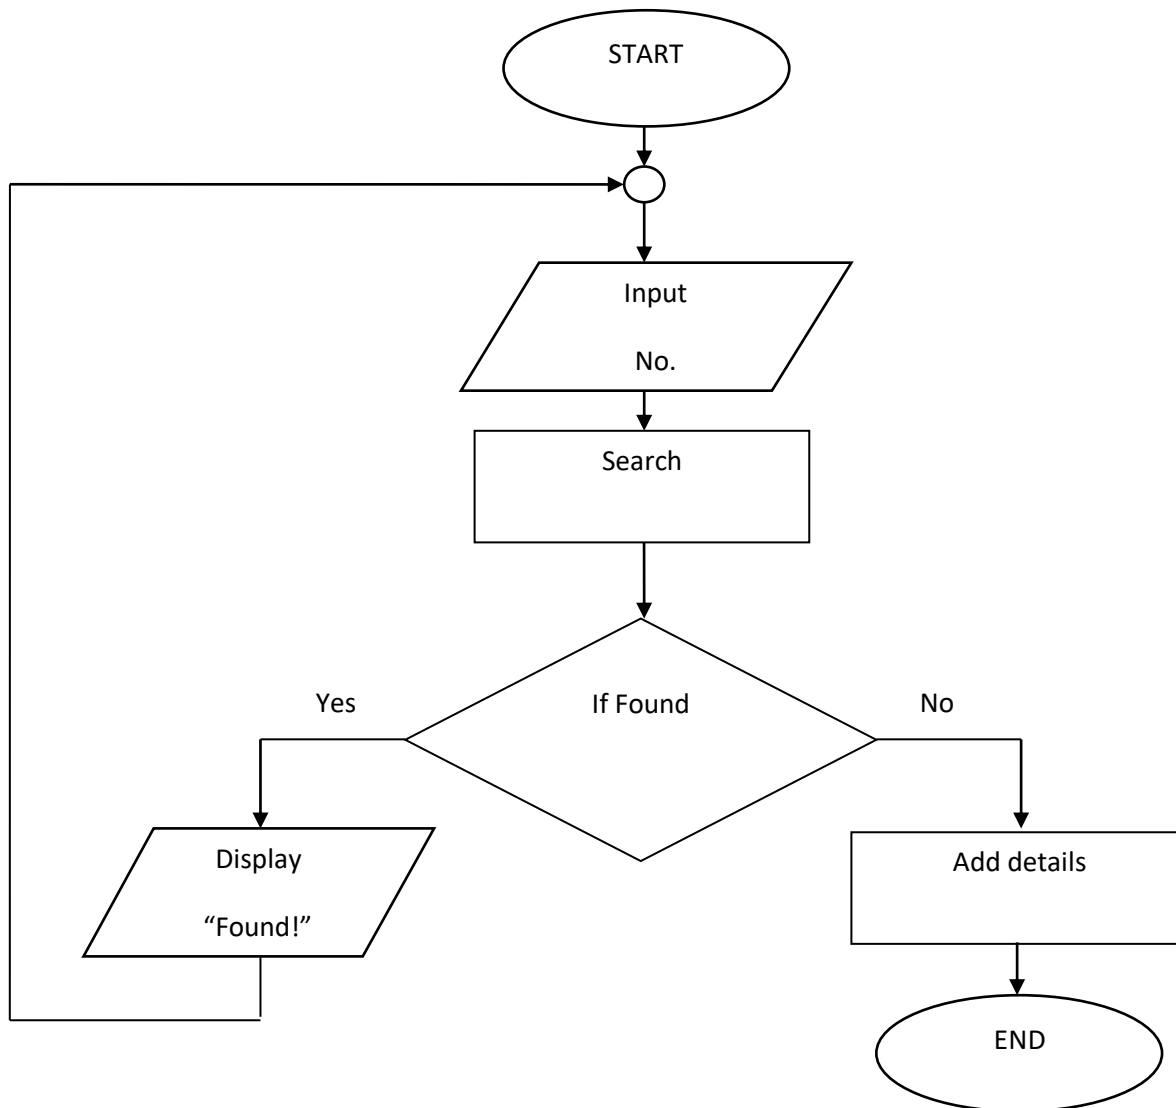 START
Input
No.
Search
If Found
Yes
No
Display
“Found!”
Add details
END